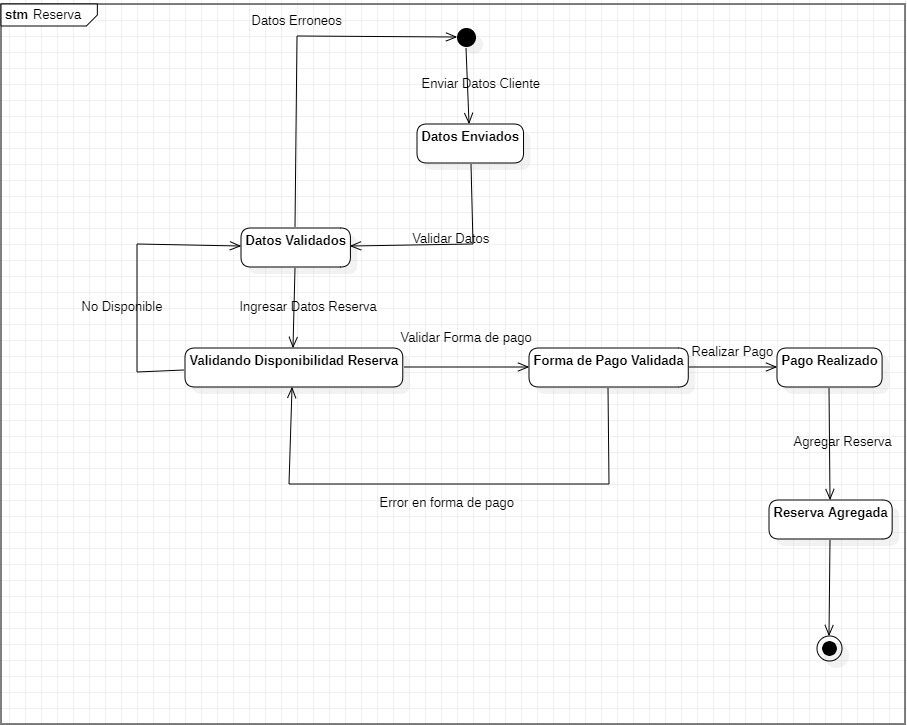 stm Reserva
Datos Erroneos
Enviar Datos Cliente
Datos Enviados
Datos Validados
Validar Datos
No Disponible
Ingresar Datos Reserva
Validar Forma de pago
Validando Disponibilidad Reserva
Forma de Pago Validada
Realizar Pago
Pago Realizado
Agregar Reserva
Error en forma de pago
Reserva Agregada